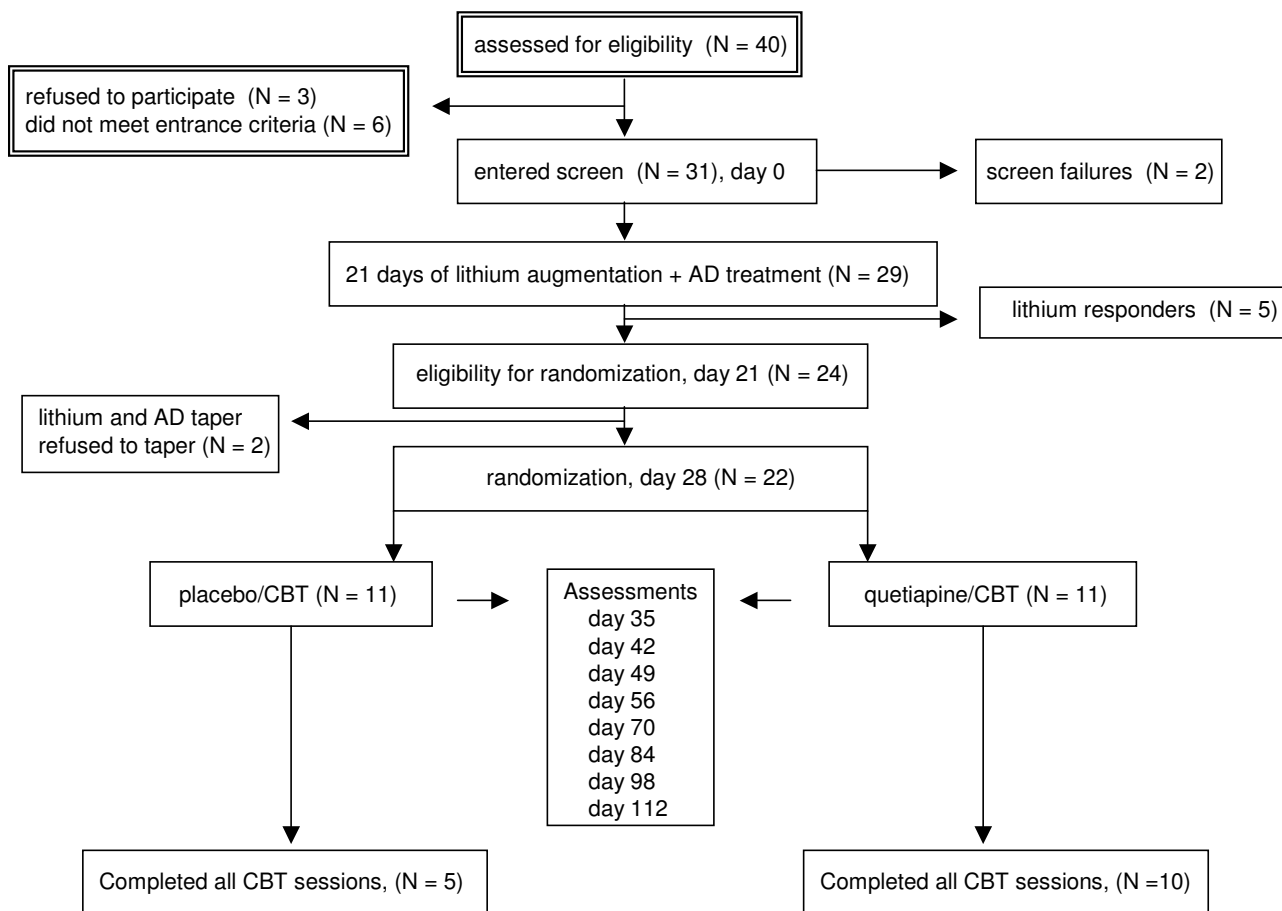 assessed for eligibility (N = 40)
refused to participate (N = 3)
did not meet entrance criteria (N = 6)
entered screen (N = 31), day 0
screen failures (N = 2)
21 days of lithium augmentation + AD treatment (N = 29)
lithium responders (N = 5)
eligibility for randomization, day 21 (N = 24)
lithium and AD taper
refused to taper (N = 2)
randomization, day 28 (N = 22)
placebo/CBT (N = 11)
Assessments
day 35
day 42
day 49
day 56
day 70
day 84
day 98
day 112
quetiapine/CBT (N = 11)
Completed all CBT sessions, (N = 5)
Completed all CBT sessions, (N =10)